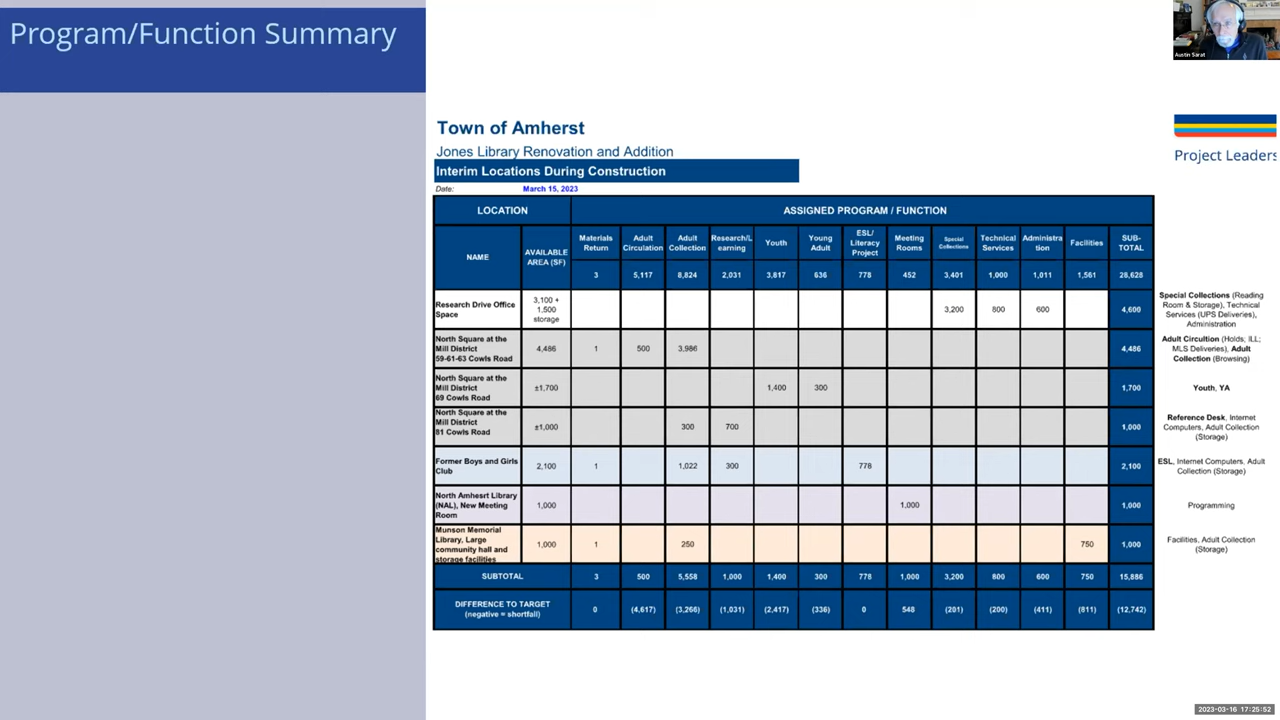 Program/Function Summary
Austin Sarat
Project Leaders
Town of Amherst
Jones Library Renovation and Addition
Interim Locations During Construction
Date: March 15, 2023
LOCATION ASSIGNED PROGRAM / FUNCTION
NAME AVAILABLE AREA (SF) Materials Return Adult Circulation Adult Collection Research/L earning Youth Young Adult ESL/ Literacy Project Meeting Rooms Special Collections Technical Services Administra tion Facilities SUB-TOTAL
3 5,117 8,824 2,031 3,817 636 778 452 3,401 1,000 1,011 1,561 28,628
Research Drive Office Space 3,100 + 1,500 storage 3,200 800 600 4,600 Special Collections (Reading Room & Storage), Technical Services (UPS Deliveries), Administration
North Square at the Mill District 59-61-63 Cowls Road 4,486 1 500 3,986 4,486 Adult Circultion (Holds; ILL; MLS Deliveries), Adult Collection (Browsing)
North Square at the Mill District 69 Cowls Road ±1,700 1,400 300 1,700 Youth, YA
North Square at the Mill District 81 Cowls Road ±1,000 300 700 1,000 Reference Desk, Internet Computers, Adult Collection (Storage)
Former Boys and Girls Club 2,100 1 1,022 300 778 2,100 ESL, Internet Computers, Adult Collection (Storage)
North Amhesrt Library (NAL), New Meeting Room 1,000 1,000 1,000 Programming
Munson Memorial Library, Large community hall and storage facilities 1,000 1 250 750 1,000 Facilities, Adult Collection (Storage)
SUBTOTAL 3 500 5,558 1,000 1,400 300 778 1,000 3,200 800 600 750 15,886
DIFFERENCE TO TARGET (negative = shortfall) 0 (4,617) (3,266) (1,031) (2,417) (336) 0 548 (201) (200) (411) (811) (12,742)
2023-03-16 17:25:52